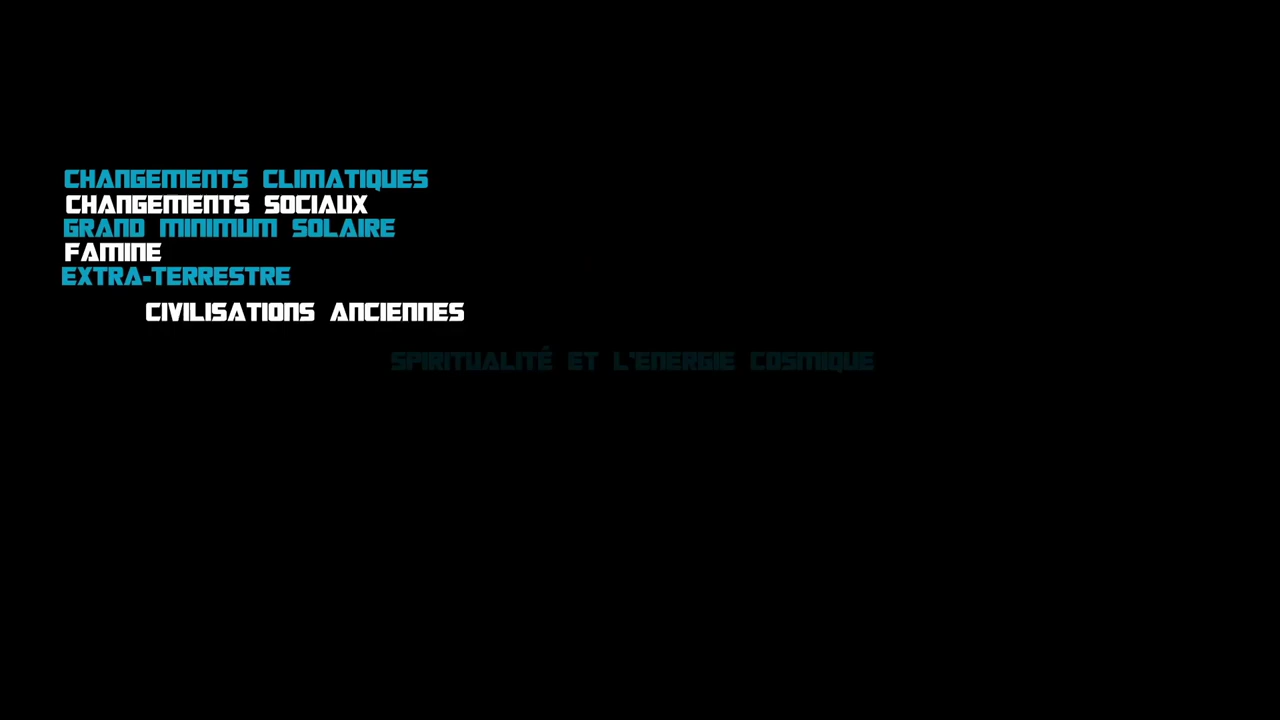 CHANGEMENTS CLIMATIQUES
CHANGEMENTS SOCIAUX
GRAND MINIMUM SOLAIRE
FAMINE
EXTRA-TERRESTRE
CIVILISATIONS ANCIENNES
SPIRITUALITÉ ET L'ENERGIE COSMIQUE